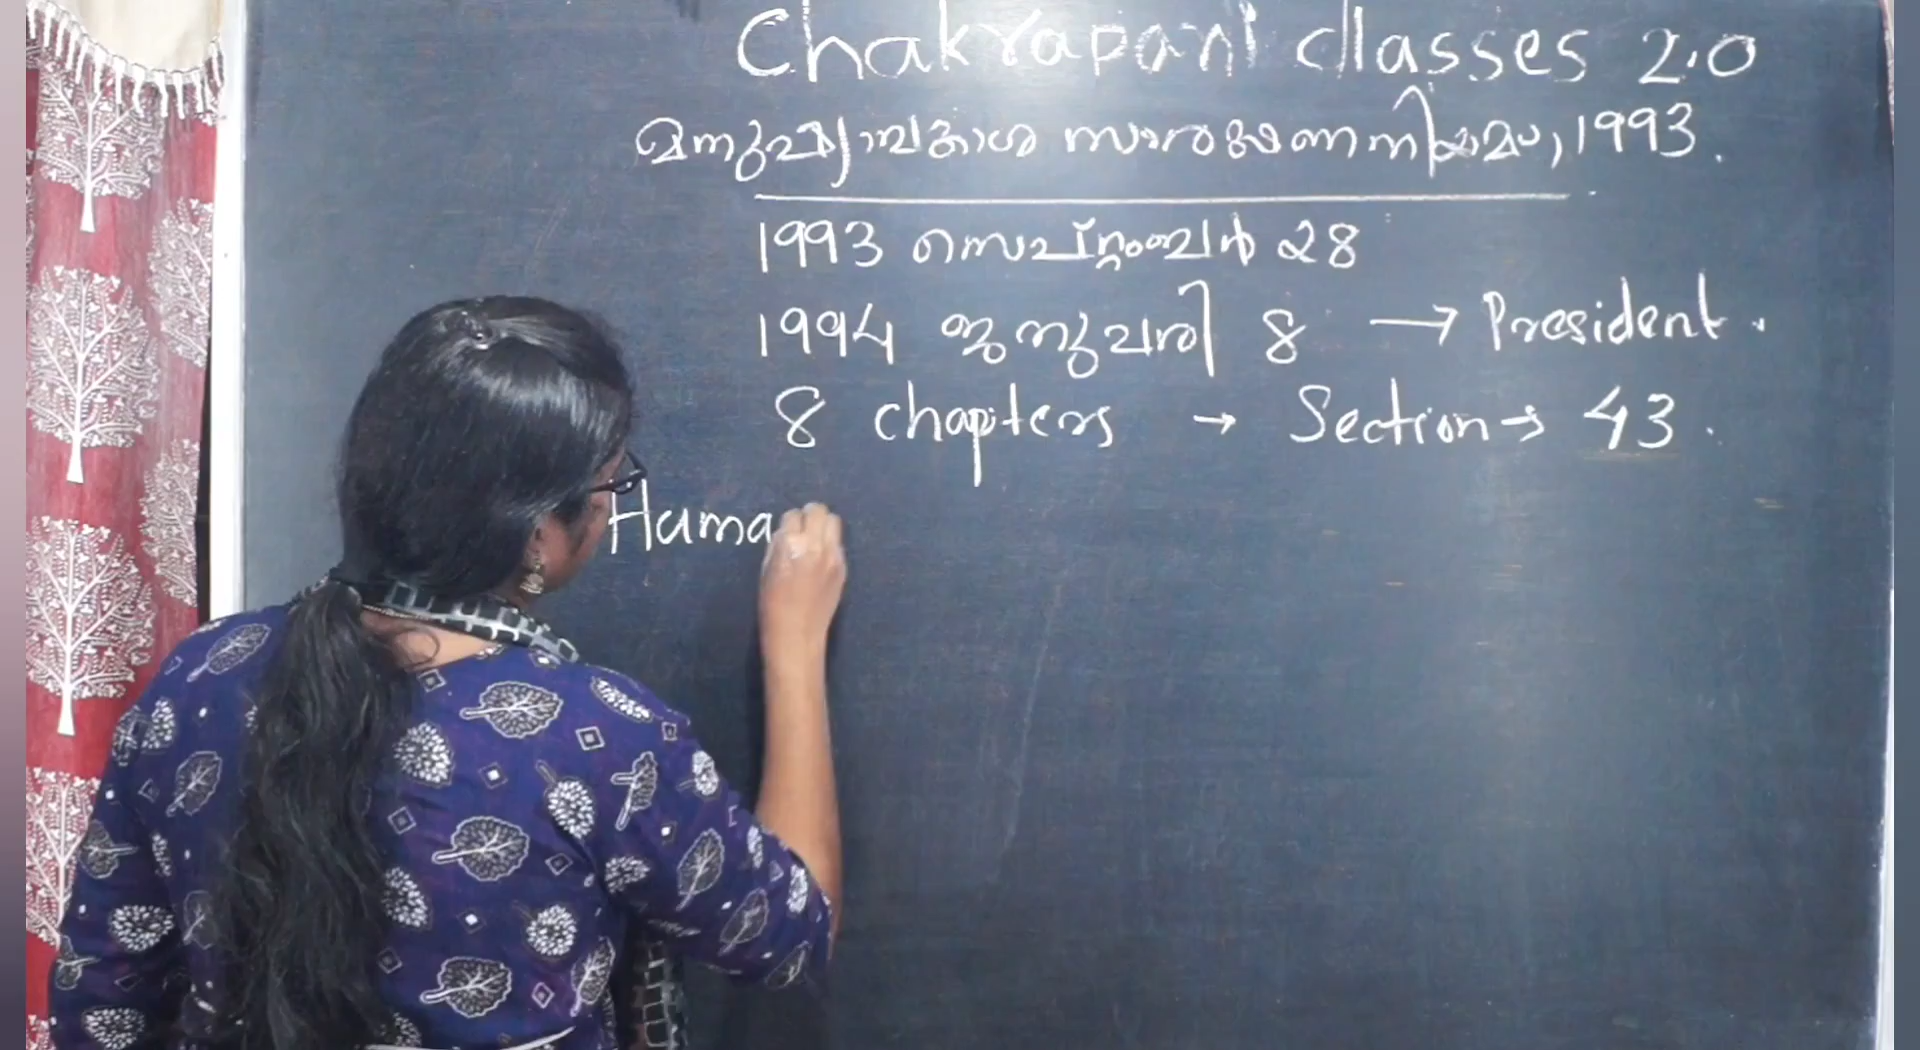 Chakrapani classes 2.0
മനുഷ്യാവകാശ സംരക്ഷണ നിയമം, 1993.
1993 സെപ്റ്റംബർ 28
1994 ജനുവരി 8 → President.
8 chapters → Section → 43.
Huma